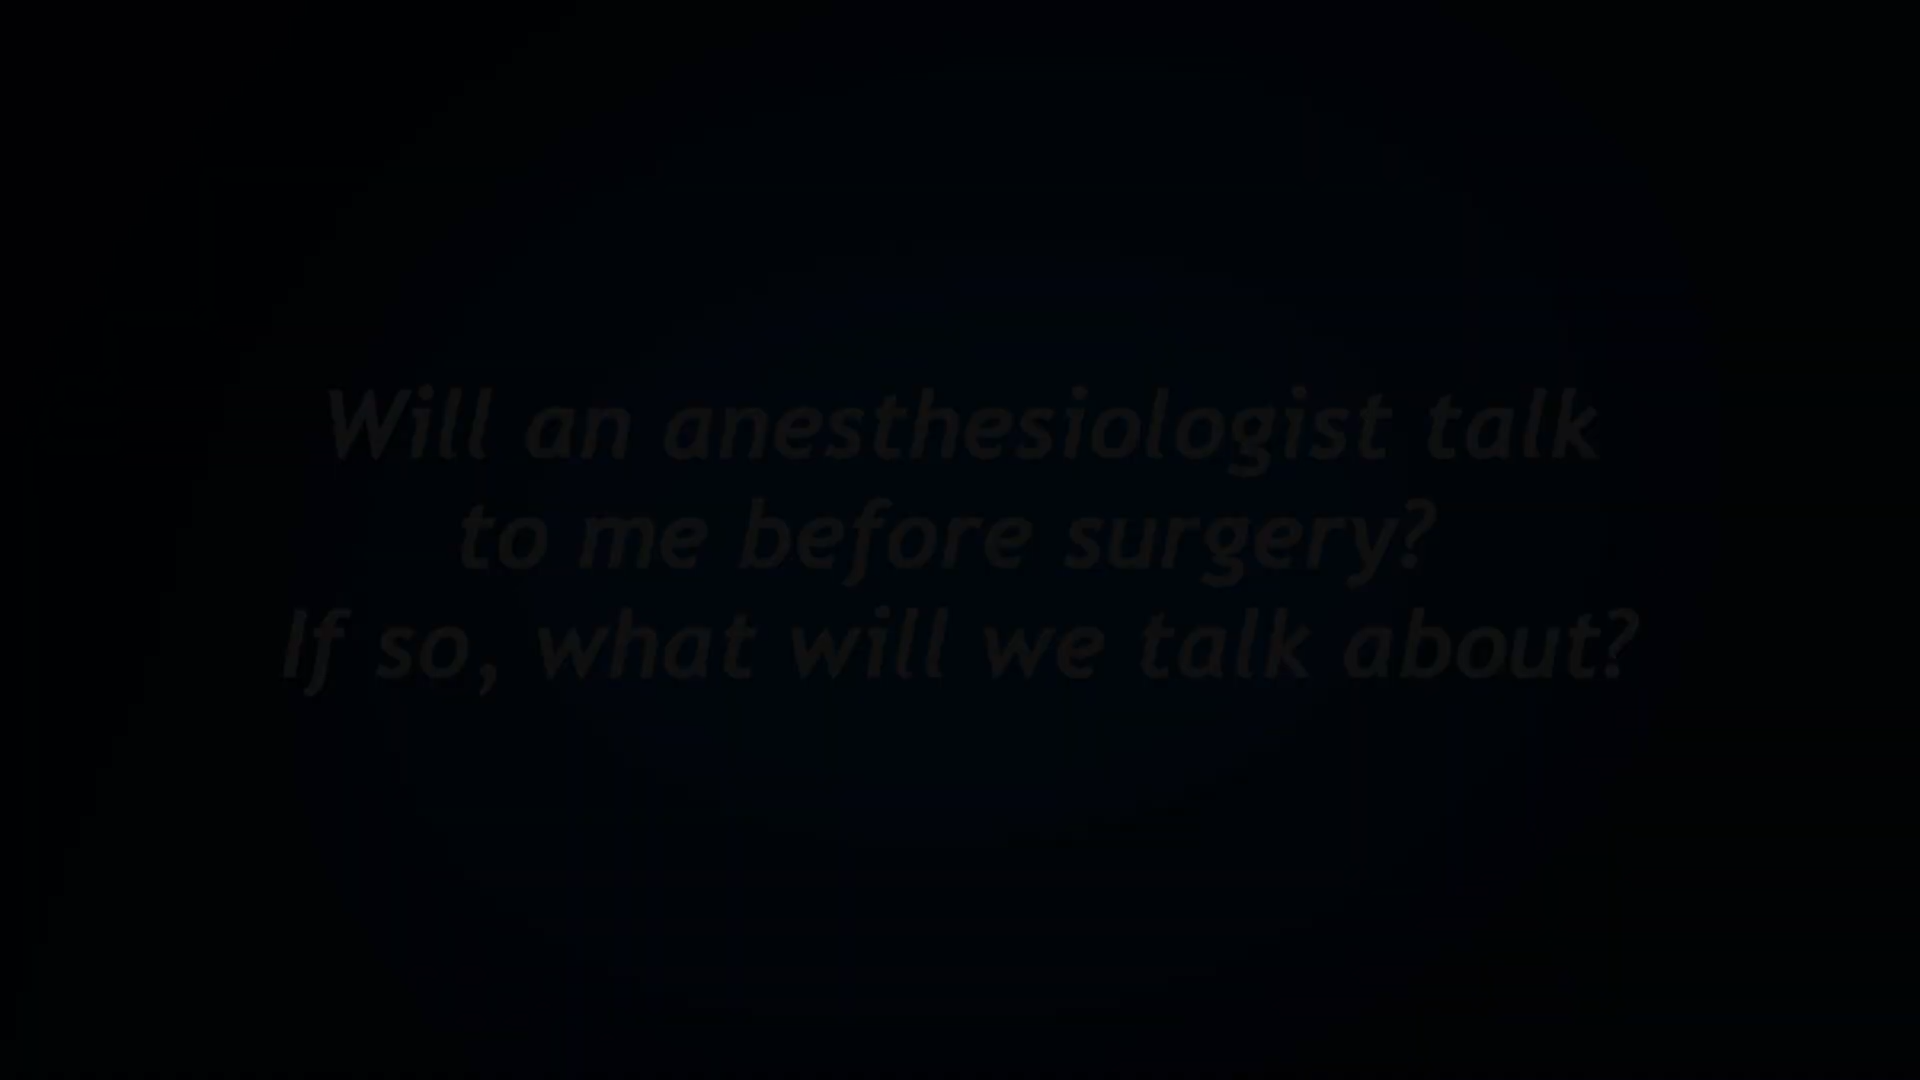 Will an anesthesiologist talk
to me before surgery?
If so, what will we talk about?